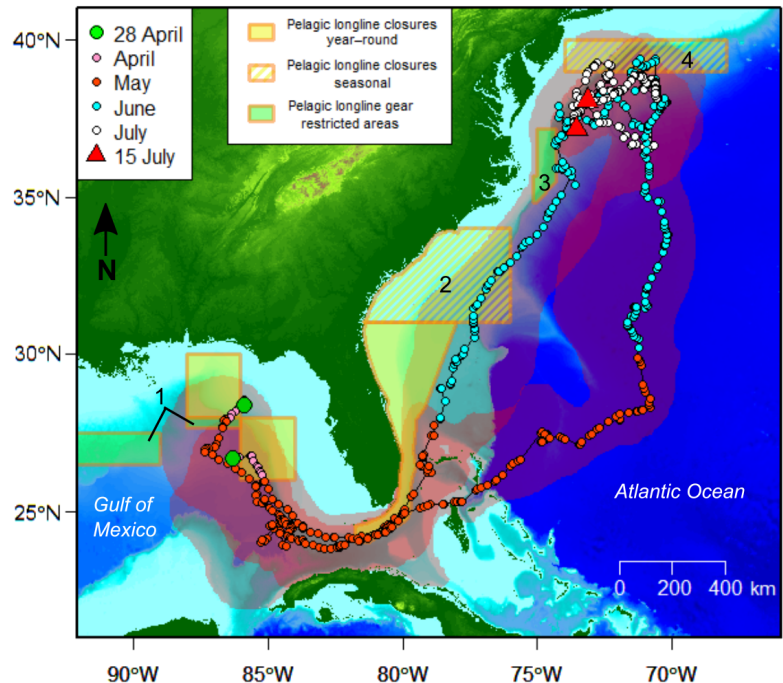 28 April
April
May
June
July
15 July
Pelagic longline closures
year–round
Pelagic longline closures
seasonal
Pelagic longline gear
restricted areas
40°N
35°N
30°N
25°N
N
1
2
3
4
Gulf of
Mexico
Atlantic Ocean
0 200 400 km
90°W 85°W 80°W 75°W 70°W